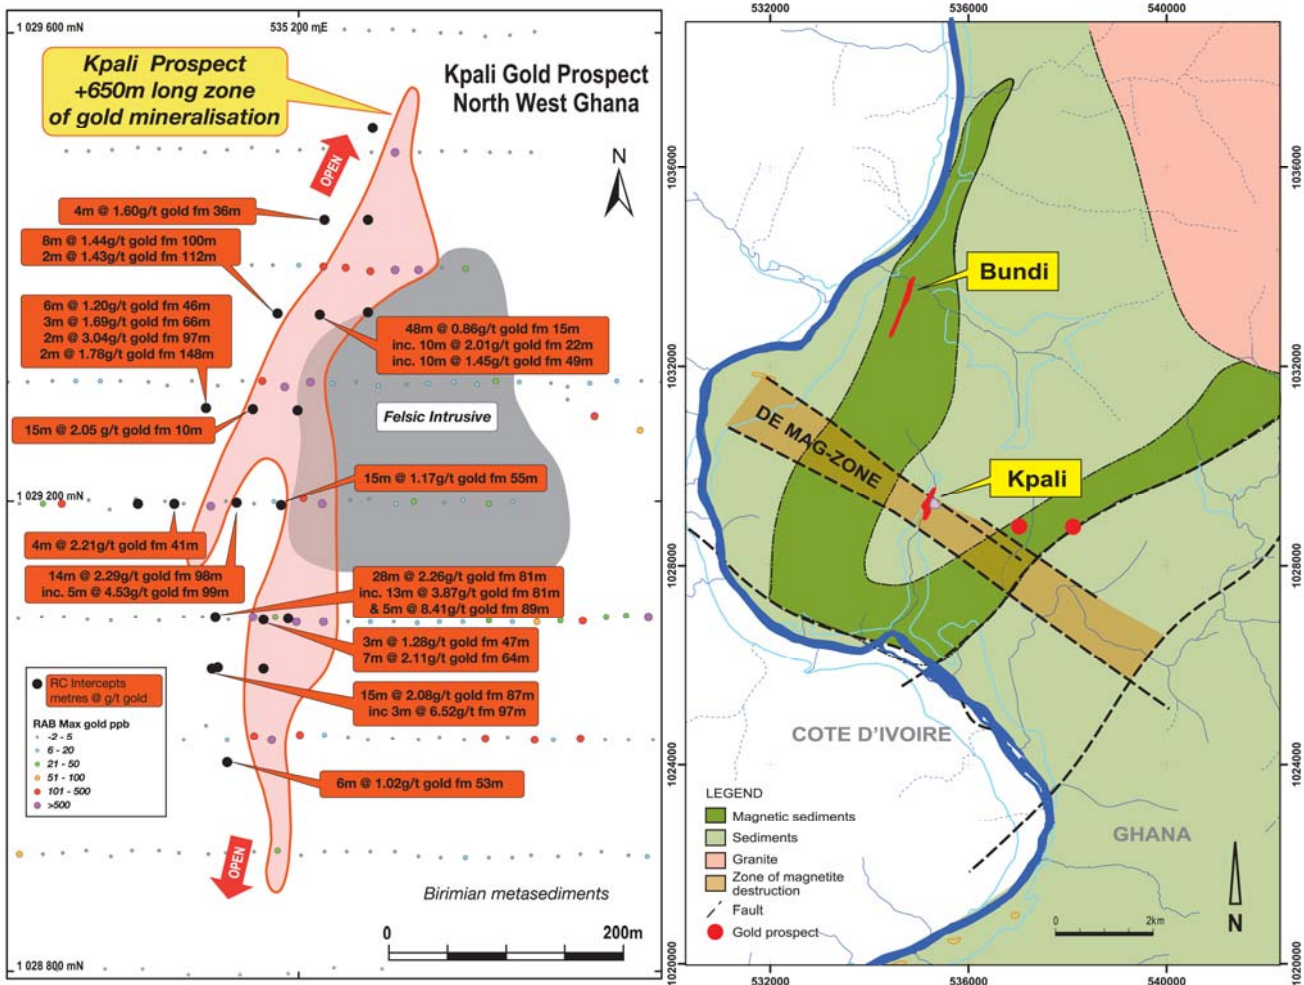 1 029 600 mN
535 200 mE
Kpali Prospect
+650m long zone
of gold mineralisation
Kpali Gold Prospect
North West Ghana
N
OPEN
4m @ 1.60g/t gold fm 36m
8m @ 1.44g/t gold fm 100m
2m @ 1.43g/t gold fm 112m
6m @ 1.20g/t gold fm 46m
3m @ 1.69g/t gold fm 66m
2m @ 3.04g/t gold fm 97m
2m @ 1.78g/t gold fm 148m
48m @ 0.86g/t gold fm 15m
inc. 10m @ 2.01g/t gold fm 22m
inc. 10m @ 1.45g/t gold fm 49m
Felsic Intrusive
15m @ 2.05 g/t gold fm 10m
15m @ 1.17g/t gold fm 55m
1 029 200 mN
4m @ 2.21g/t gold fm 41m
14m @ 2.29g/t gold fm 98m
inc. 5m @ 4.53g/t gold fm 99m
28m @ 2.26g/t gold fm 81m
inc. 13m @ 3.87g/t gold fm 81m
& 5m @ 8.41g/t gold fm 89m
3m @ 1.28g/t gold fm 47m
7m @ 2.11g/t gold fm 64m
15m @ 2.08g/t gold fm 87m
inc 3m @ 6.52g/t fm 97m
6m @ 1.02g/t gold fm 53m
RC Intercepts
metres @ g/t gold
RAB Max gold ppb
-2 - 5
6 - 20
21 - 50
51 - 100
101 - 500
>500
OPEN
Birimian metasediments
0
200m
1 028 800 mN
532000
536000
540000
1036000
1036000
1032000
1032000
1028000
1028000
1024000
1024000
1020000
1020000
Bundi
DE MAG-ZONE
Kpali
COTE D'IVOIRE
GHANA
LEGEND
Magnetic sediments
Sediments
Granite
Zone of magnetite
destruction
Fault
Gold prospect
0
2km
N
532000
536000
540000